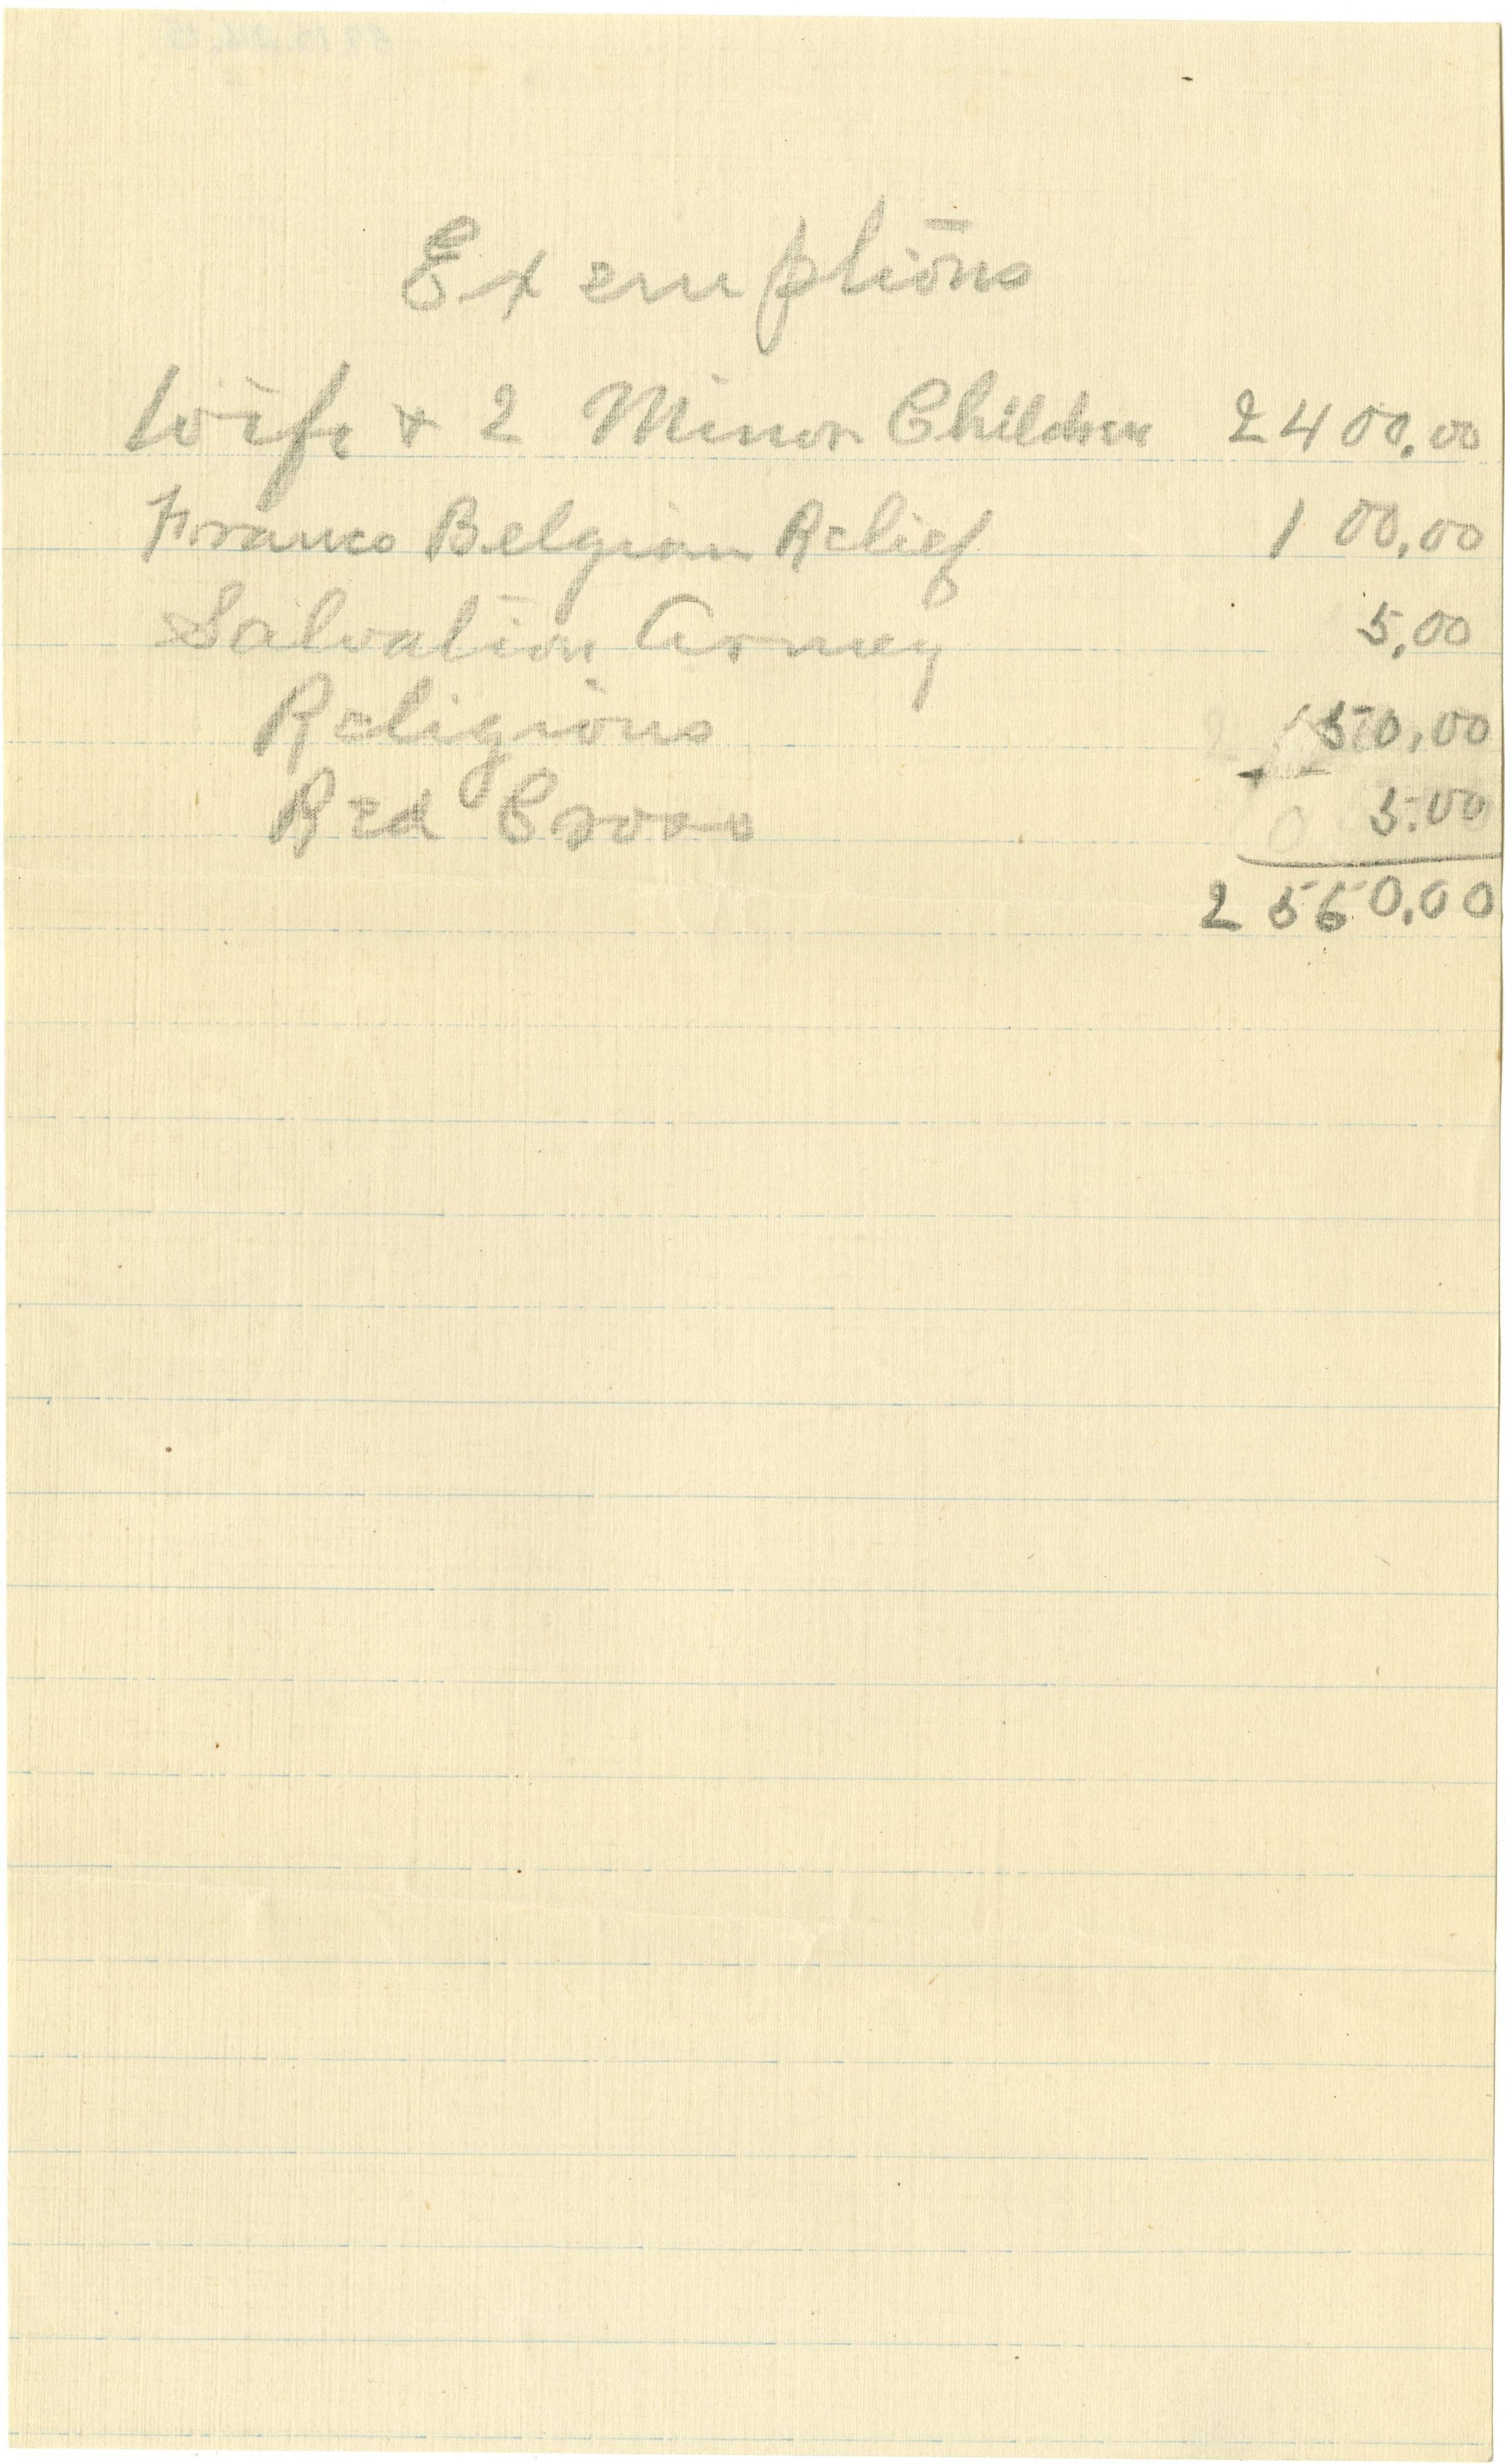 Exemptions
Wife & 2 Minor Children 2400.00
Franco Belgian Relief 100.00
Salvation Armey 5.00
Religious 50.00
Red Cross 5.00
2560.00